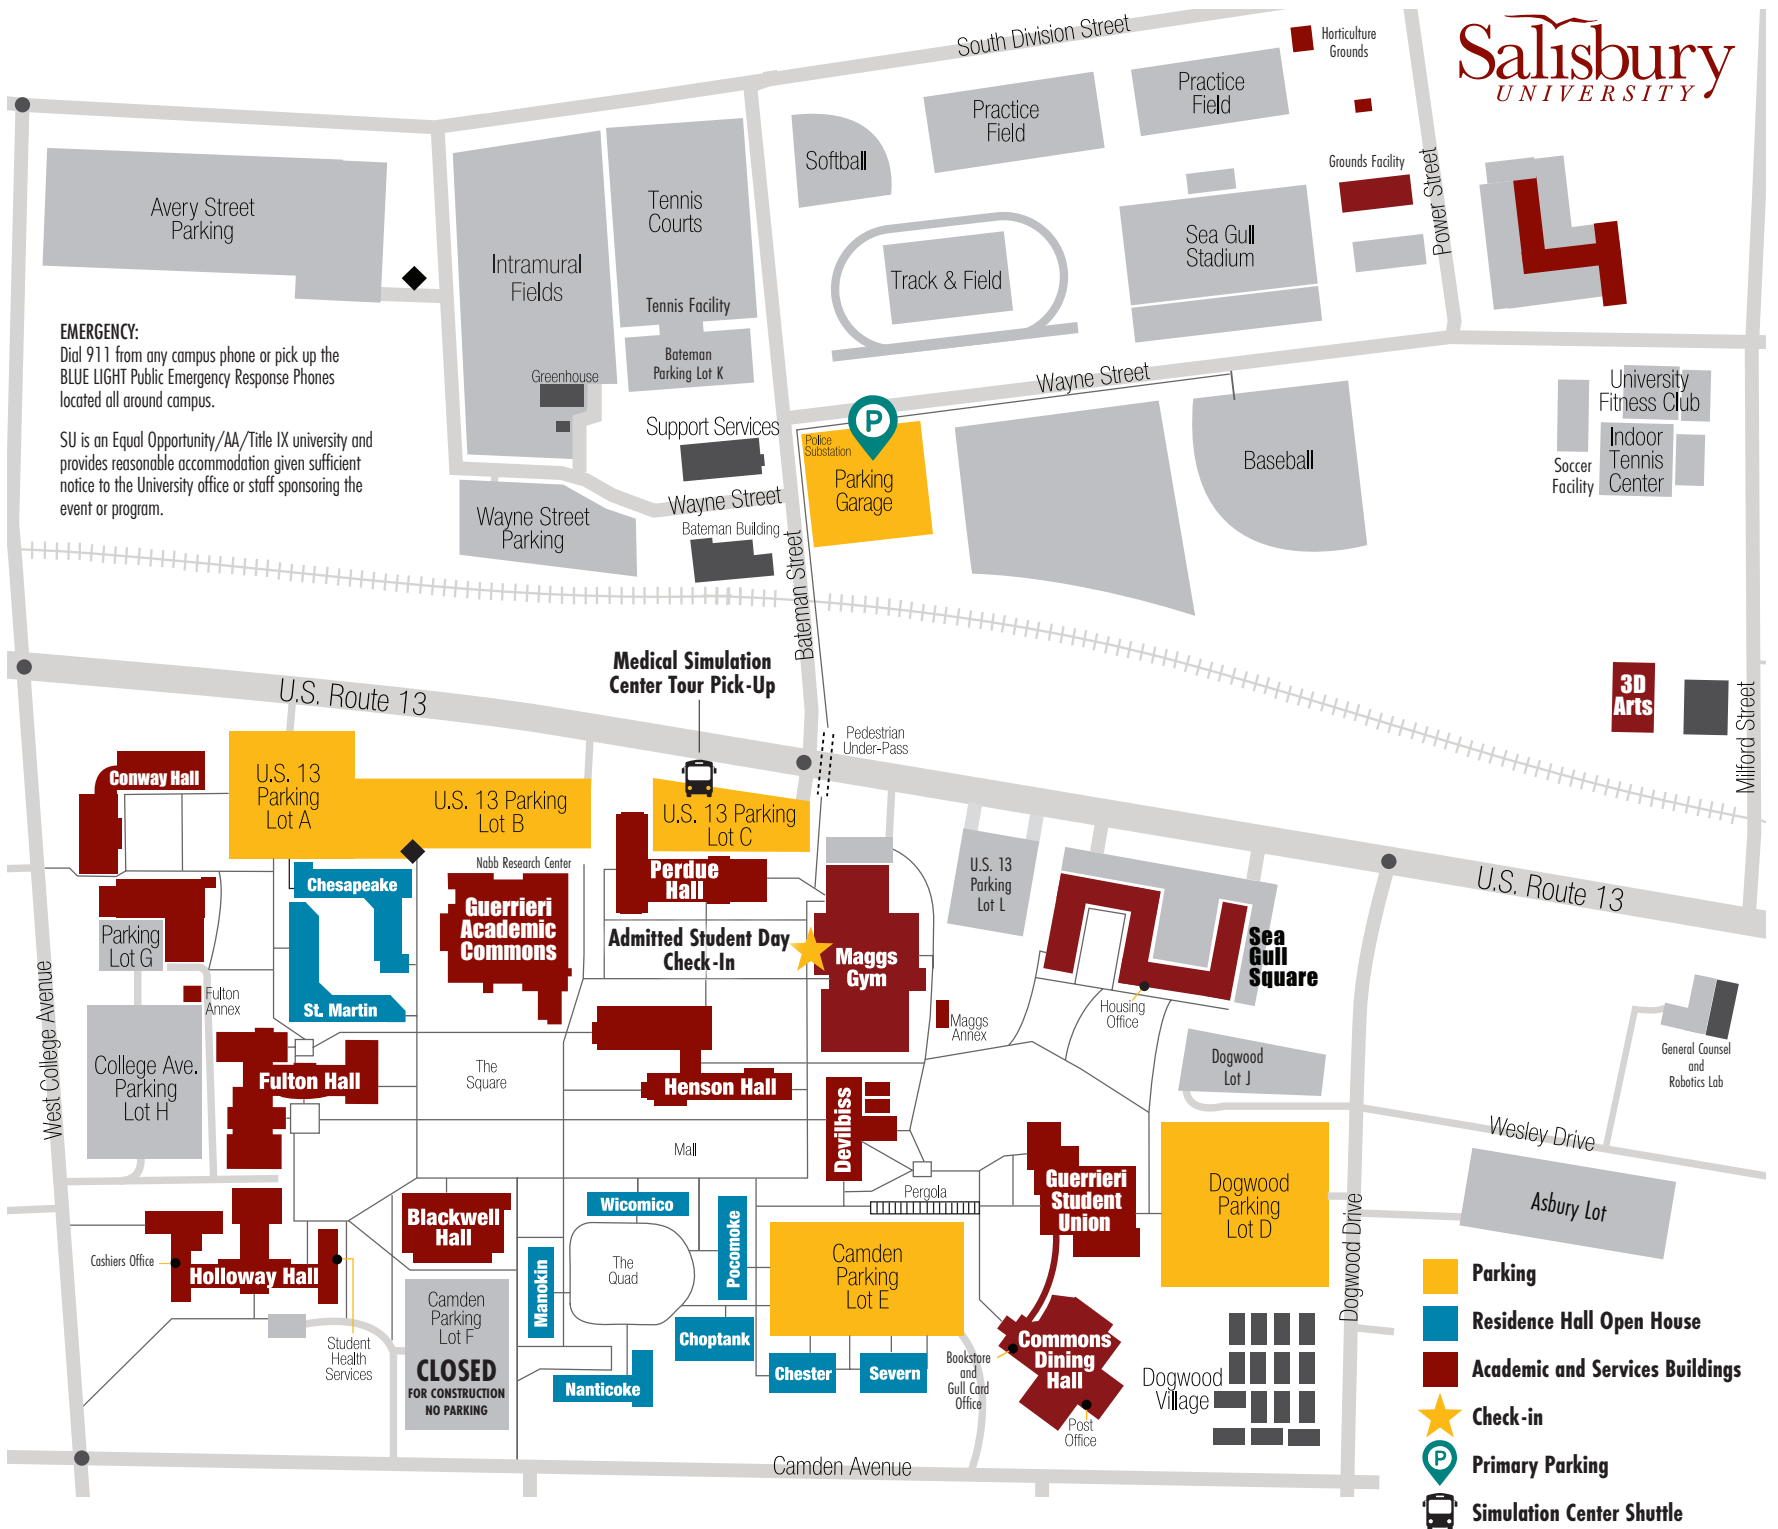 South Division Street
Horticulture
Grounds
Salisbury
UNIVERSITY
Practice
Field
Practice
Field
Softball
Grounds Facility
Power Street
Avery Street
Parking
Tennis
Courts
Intramural
Fields
Track & Field
Sea Gull
Stadium
Tennis Facility
Bateman
Parking Lot K
Greenhouse
EMERGENCY:
Dial 911 from any campus phone or pick up the
BLUE LIGHT Public Emergency Response Phones
located all around campus.
SU is an Equal Opportunity/AA/Title IX university and
provides reasonable accommodation given sufficient
notice to the University office or staff sponsoring the
event or program.
Wayne Street
P
Police
Substation
Parking
Garage
Baseball
University
Fitness Club
Indoor
Tennis
Center
Soccer
Facility
Support Services
Wayne Street
Wayne Street
Parking
Bateman Building
Bateman Street
Medical Simulation
Center Tour Pick-Up
U.S. Route 13
Pedestrian
Under-Pass
3D
Arts
Milford Street
Conway Hall
U.S. 13
Parking
Lot A
U.S. 13 Parking
Lot B
U.S. 13 Parking
Lot C
Nabb Research Center
Chesapeake
Perdue
Hall
U.S. 13
Parking
Lot L
U.S. Route 13
Guerrieri
Academic
Commons
Parking
Lot G
Admitted Student Day
Check-In
Maggs
Gym
Sea
Gull
Square
Fulton
Annex
St. Martin
Housing
Office
Maggs
Annex
West College Avenue
College Ave.
Parking
Lot H
Fulton Hall
The
Square
Henson Hall
Dogwood
Lot J
General Counsel
and
Robotics Lab
Devilbiss
Mall
Wesley Drive
Pergola
Guerrieri
Student
Union
Dogwood
Parking
Lot D
Asbury Lot
Wicomico
Blackwell
Hall
Pocomoke
Camden
Parking
Lot E
Cashiers Office
Holloway Hall
The
Quad
Manokin
Dogwood Drive
Camden
Parking
Lot F
CLOSED
FOR CONSTRUCTION
NO PARKING
Student
Health
Services
Choptank
Chester
Severn
Nanticoke
Bookstore
and
Gull Card
Office
Commons
Dining
Hall
Post
Office
Dogwood
Village
Camden Avenue
Parking
Residence Hall Open House
Academic and Services Buildings
Check-in
P
Primary Parking
Simulation Center Shuttle